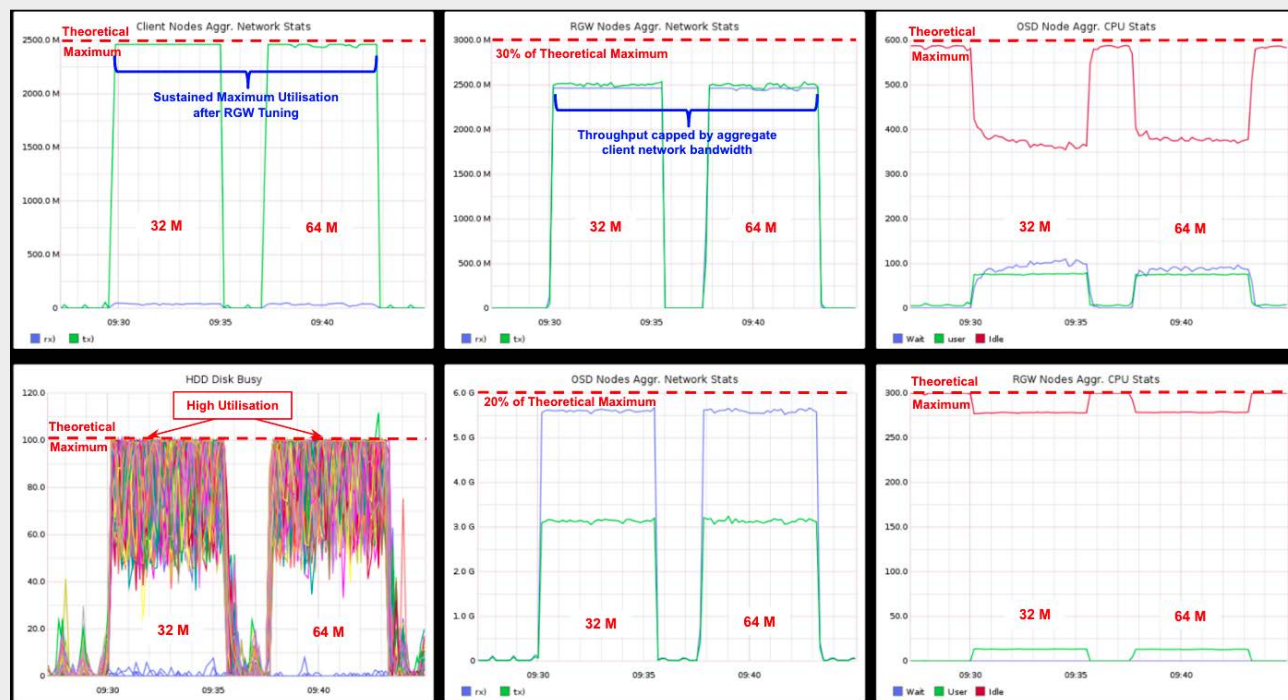 Client Nodes Aggr. Network Stats
Theoretical
Maximum
2500.0 M
2000.0 M
1500.0 M
1000.0 M
500.0 M
0
Sustained Maximum Utilisation
after RGW Tuning
32 M
64 M
09:30
09:35
09:40
rx)
tx)
RGW Nodes Aggr. Network Stats
3000.0 M
30% of Theoretical Maximum
2500.0 M
2000.0 M
1500.0 M
1000.0 M
500.0 M
0
Throughput capped by aggregate
client network bandwidth
32 M
64 M
09:30
09:35
09:40
rx)
tx)
OSD Node Aggr. CPU Stats
600.0
Theoretical
Maximum
500.0
400.0
300.0
200.0
100.0
0
32 M
64 M
09:30
09:35
09:40
Wait
user
Idle
HDD Disk Busy
120.0
High Utilisation
Theoretical
100.0
Maximum
80.0
60.0
40.0
20.0
0
32 M
64 M
09:30
09:35
09:40
OSD Nodes Aggr. Network Stats
6.0 G
20% of Theoretical Maximum
5.0 G
4.0 G
3.0 G
2.0 G
1.0 G
0
32 M
64 M
09:30
09:35
09:40
rx)
tx)
RGW Nodes Aggr. CPU Stats
Theoretical
300.0
Maximum
250.0
200.0
150.0
100.0
50.0
0
32 M
64 M
09:30
09:35
09:40
Wait
User
Idle